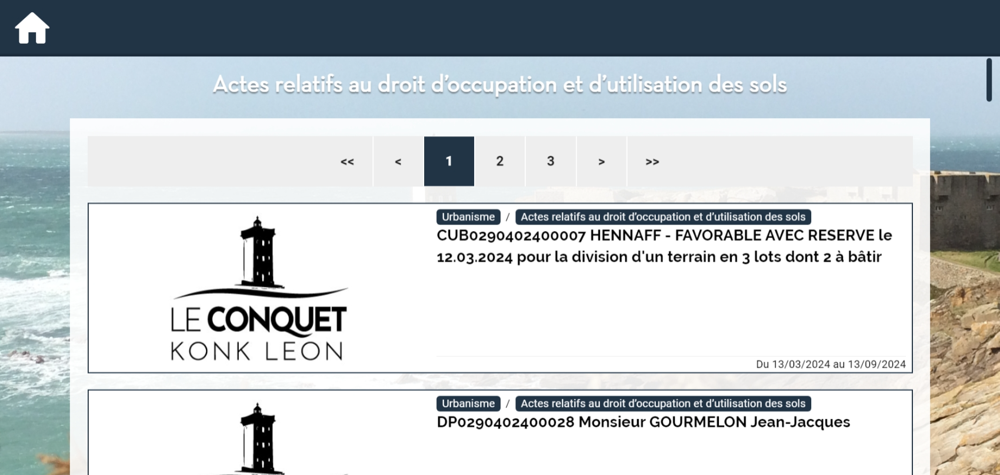 Actes relatifs au droit d’occupation et d’utilisation des sols
<< < 1 2 3 > >>
Urbanisme / Actes relatifs au droit d’occupation et d’utilisation des sols
CUB0290402400007 HENNAFF - FAVORABLE AVEC RESERVE le
12.03.2024 pour la division d'un terrain en 3 lots dont 2 à bâtir
LE CONQUET
KONK LEON
Du 13/03/2024 au 13/09/2024
Urbanisme / Actes relatifs au droit d’occupation et d’utilisation des sols
DP0290402400028 Monsieur GOURMELON Jean-Jacques